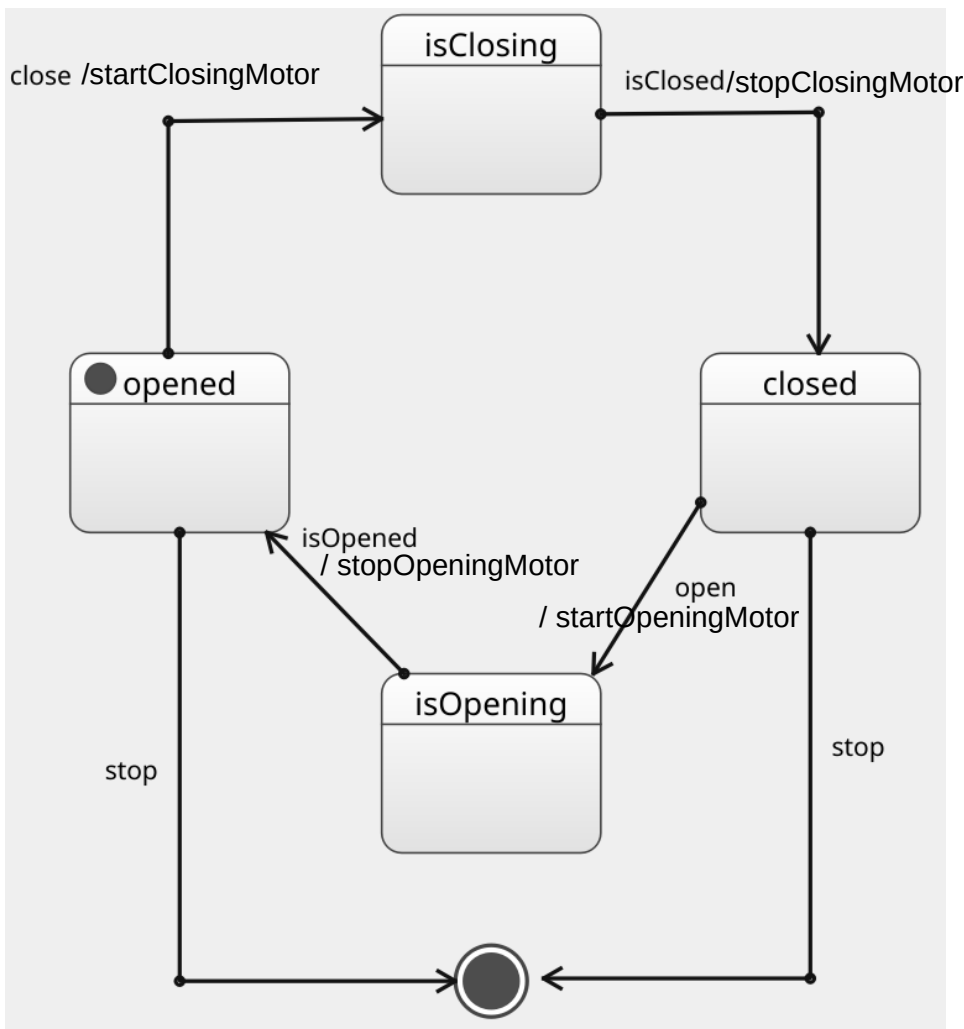 isClosing
close /startClosingMotor
isClosed/stopClosingMotor
opened
closed
isOpened
/ stopOpeningMotor
open
/ startOpeningMotor
isOpening
stop
stop